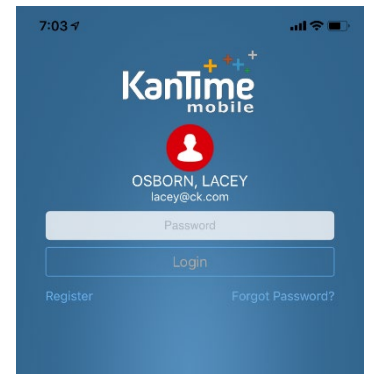 7:03
KanTime
mobile
OSBORN, LACEY
lacey@ck.com
Password
Login
Register Forgot Password?